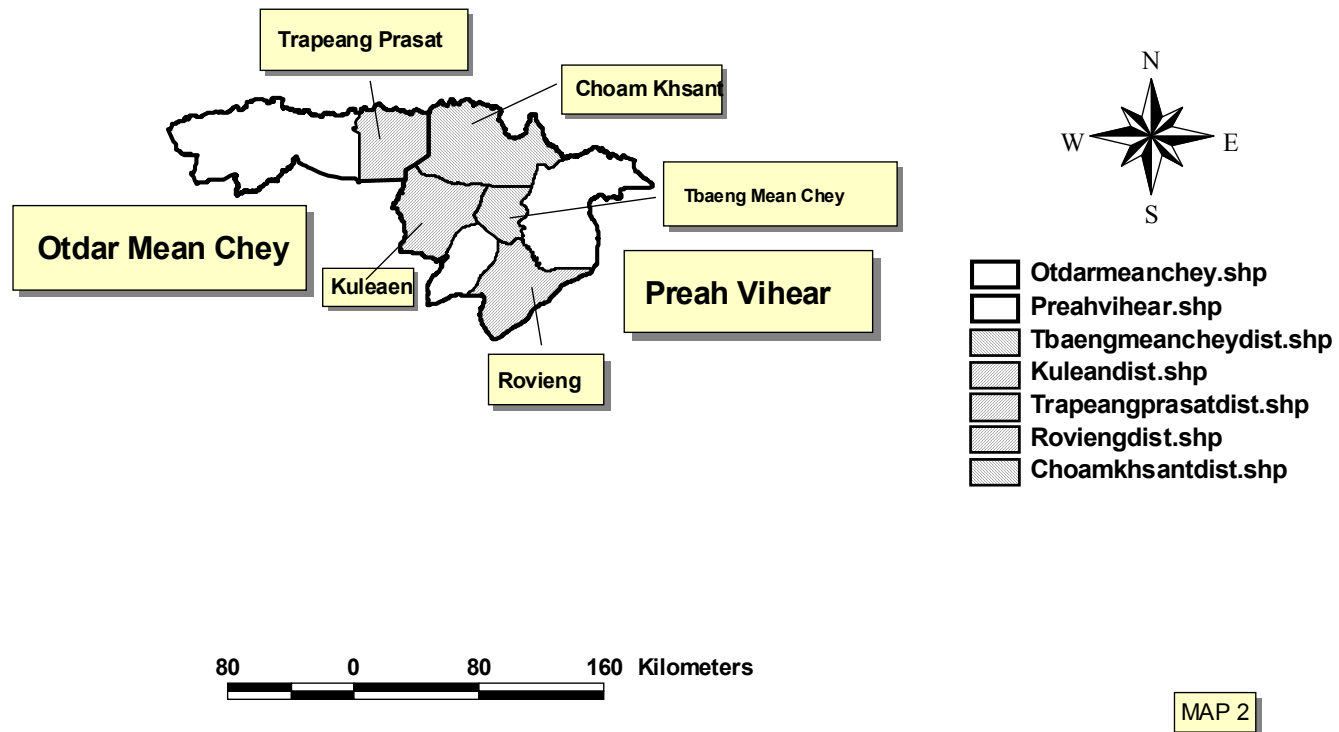 Trapeang Prasat
Choam Khsant
N
W E
S
Tbaeng Mean Chey
Otdar Mean Chey
Kuleaen
Preah Vihear
Rovieng
Otdarmeanchey.shp
Preahvihear.shp
Tbaengmeancheydist.shp
Kuleandist.shp
Trapeangprasatdist.shp
Roviengdist.shp
Choamkhsantdist.shp
80 0 80 160 Kilometers
MAP 2